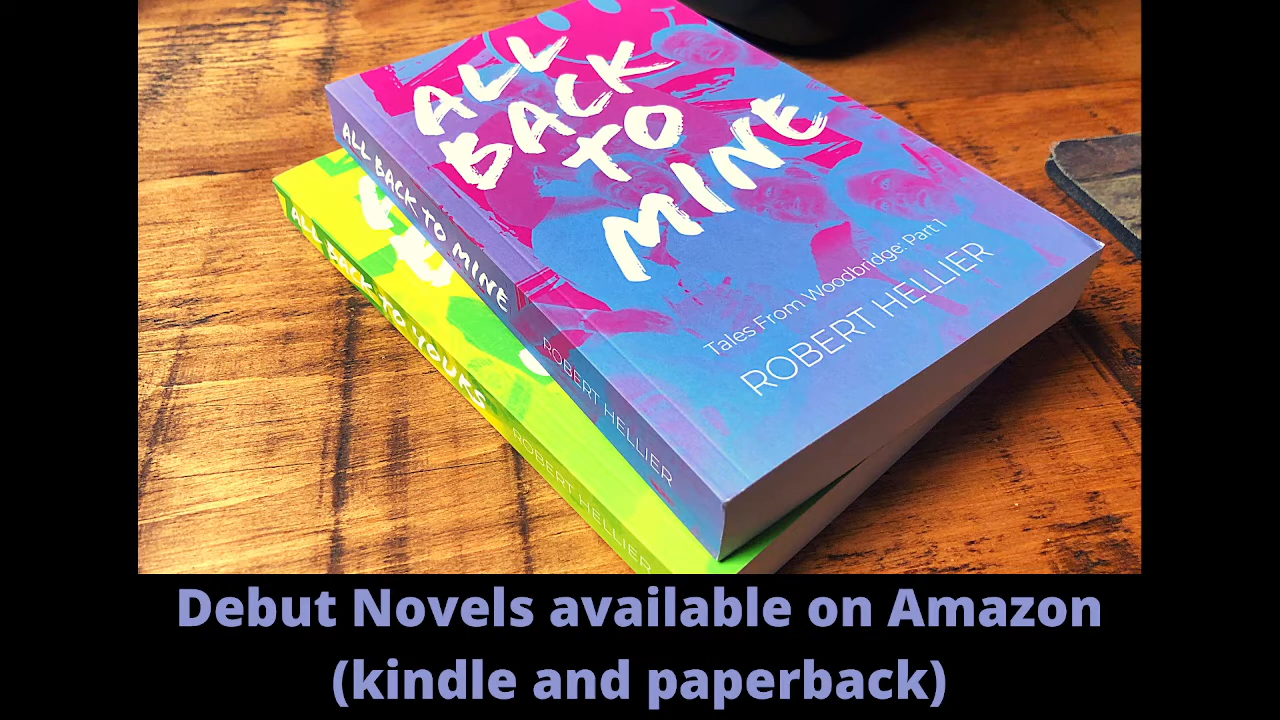 ALL
BACK
TO
MINE
Tales From Woodbridge: Part 1
ROBERT HELLIER
ALL BACK TO MINE
ROBERT HELLIER
ALL BACK TO YOURS
ROBERT HELLIER
Debut Novels available on Amazon
(kindle and paperback)